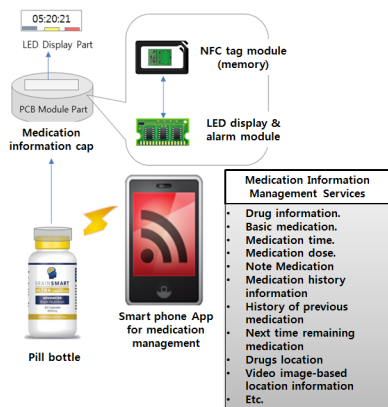 05:20:21
LED Display Part
NFC tag module
(memory)
PCB Module Part
LED display &
alarm module
Medication
information cap
Medication Information
Management Services
• Drug information.
• Basic medication.
• Medication time.
• Medication dose.
• Note Medication
• Medication history
information
• History of previous
medication
• Next time remaining
medication
• Drugs location
• Video image-based
location information
• Etc.
BRAINSMART
ULTRA
ADVANCED
Smart phone App
for medication
management
Pill bottle